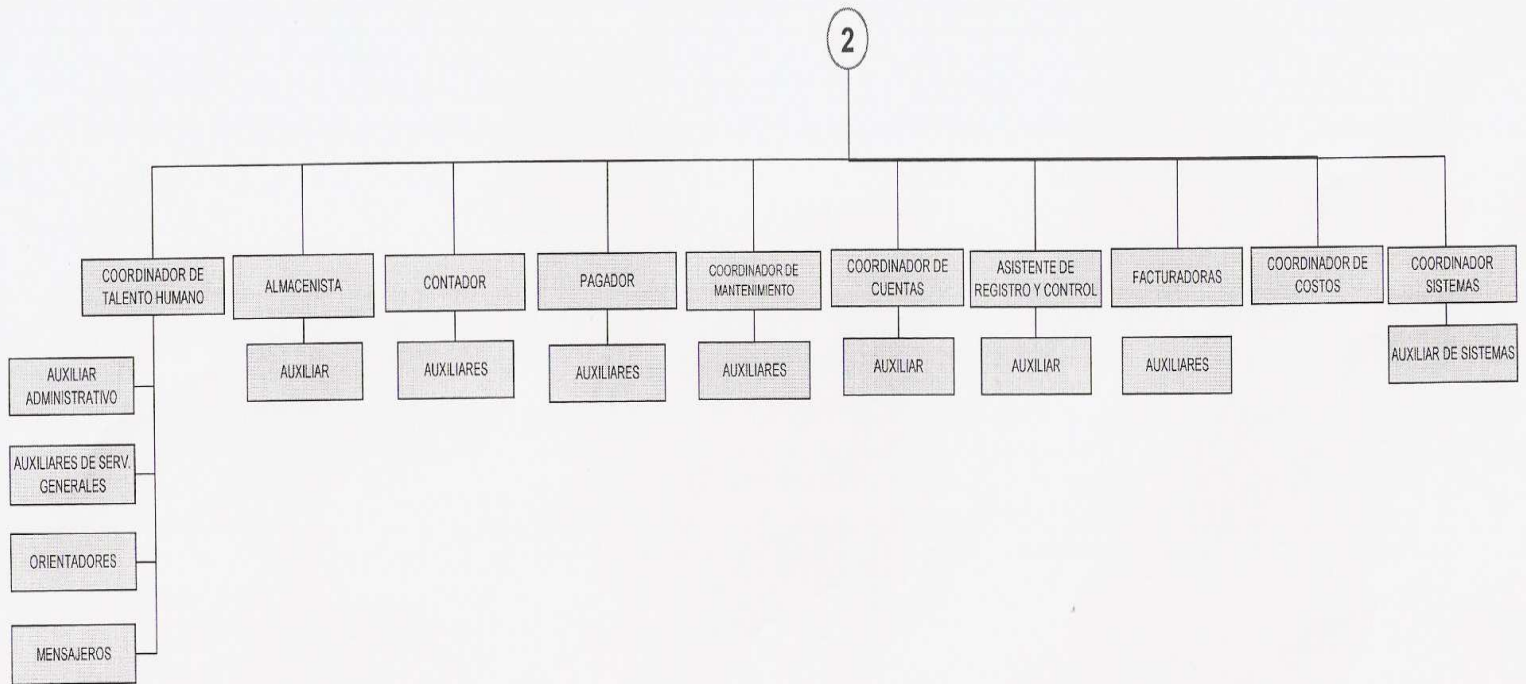 2
COORDINADOR DE
TALENTO HUMANO
ALMACENISTA
CONTADOR
PAGADOR
COORDINADOR DE
MANTENIMIENTO
COORDINADOR DE
CUENTAS
ASISTENTE DE
REGISTRO Y CONTROL
FACTURADORAS
COORDINADOR DE
COSTOS
COORDINADOR
SISTEMAS
AUXILIAR
ADMINISTRATIVO
AUXILIAR
AUXILIARES
AUXILIARES
AUXILIARES
AUXILIAR
AUXILIAR
AUXILIARES
AUXILIAR DE SISTEMAS
AUXILIARES DE SERV.
GENERALES
ORIENTADORES
MENSAJEROS